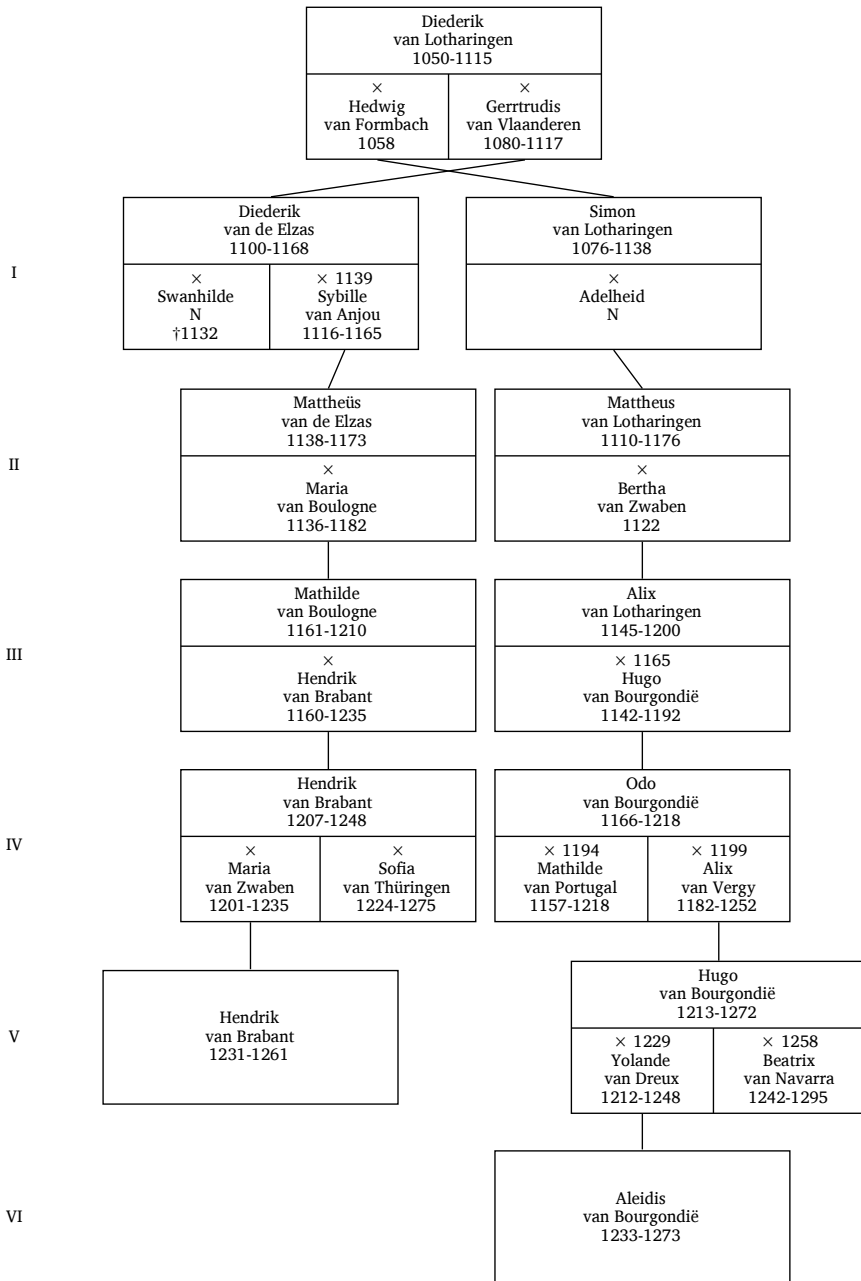 Diederik
van Lotharingen
1050-1115
×
Hedwig
van Formbach
1058
×
Gerrtrudis
van Vlaanderen
1080-1117
I
Diederik
van de Elzas
1100-1168
×
Swanhilde
N
†1132
× 1139
Sybille
van Anjou
1116-1165
Simon
van Lotharingen
1076-1138
×
Adelheid
N
II
Mattheüs
van de Elzas
1138-1173
×
Maria
van Boulogne
1136-1182
Mattheus
van Lotharingen
1110-1176
×
Bertha
van Zwaben
1122
III
Mathilde
van Boulogne
1161-1210
×
Hendrik
van Brabant
1160-1235
Alix
van Lotharingen
1145-1200
× 1165
Hugo
van Bourgondië
1142-1192
IV
Hendrik
van Brabant
1207-1248
×
Maria
van Zwaben
1201-1235
×
Sofia
van Thüringen
1224-1275
Odo
van Bourgondië
1166-1218
× 1194
Mathilde
van Portugal
1157-1218
× 1199
Alix
van Vergy
1182-1252
V
Hendrik
van Brabant
1231-1261
Hugo
van Bourgondië
1213-1272
× 1229
Yolande
van Dreux
1212-1248
× 1258
Beatrix
van Navarra
1242-1295
VI
Aleidis
van Bourgondië
1233-1273